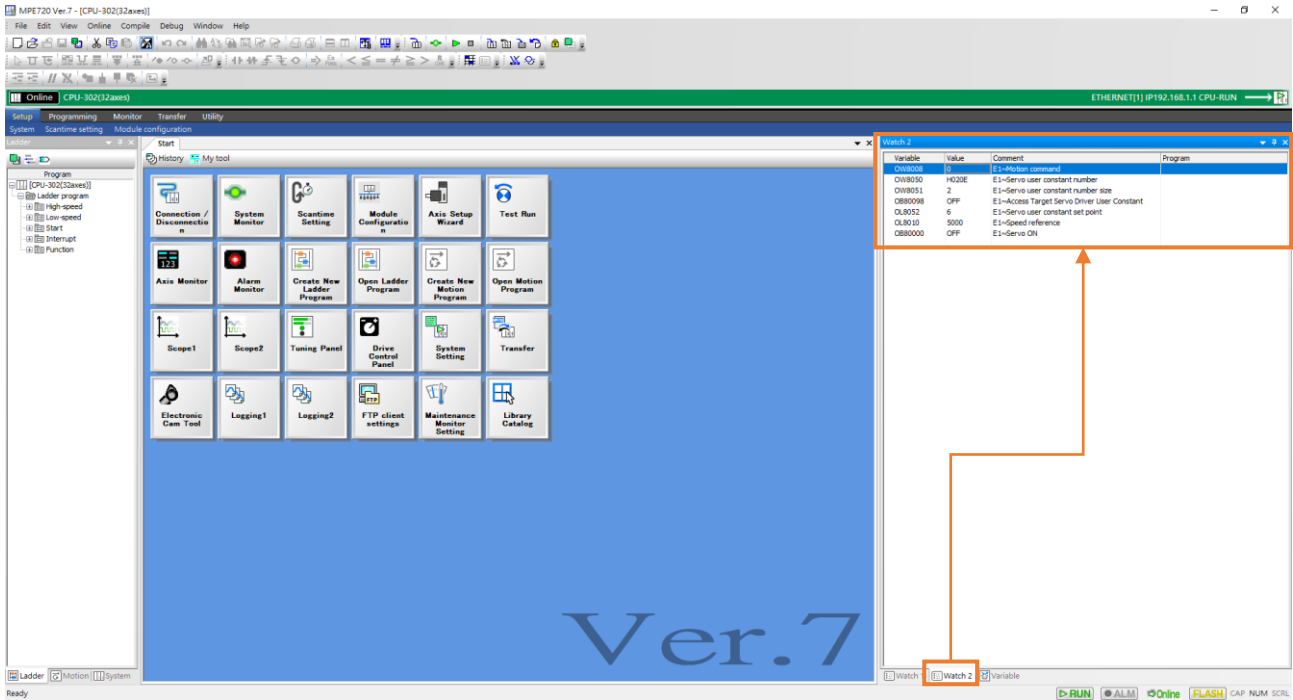 MPE720 Ver.7 - [CPU-302(32axes)]
File Edit View Online Compile Debug Window Help
Online CPU-302(32axes)
ETHERNET[1] IP192.168.1.1 CPU-RUN
Setup Programming Monitor Transfer Utility
System Scantime setting Module configuration
Ladder
Program
[CPU-302(32axes)]
Ladder program
High-speed
Low-speed
Start
Interrupt
Function
Ladder Motion System
Start
History My tool
Connection /
Disconnectio
n
System
Monitor
Scantime
Setting
Module
Configuratio
n
Axis Setup
Wizard
Test Run
Axis Monitor
Alarm
Monitor
Create New
Ladder
Program
Open Ladder
Program
Create New
Motion
Program
Open Motion
Program
Scope1
Scope2
Tuning Panel
Drive
Control
Panel
System
Setting
Transfer
Electronic
Cam Tool
Logging1
Logging2
FTP
FTP client
settings
Maintenance
Monitor
Setting
Library
Catalog
Ver.7
Watch 2
Variable Value Comment Program
OW8008 0 E1~Motion command
OW8050 H020E E1~Servo user constant number
OW8051 2 E1~Servo user constant number size
OB80098 OFF E1~Access Target Servo Driver User Constant
OL8052 6 E1~Servo user constant set point
OL8010 5000 E1~Speed reference
OB80000 OFF E1~Servo ON
Watch Watch 2 Variable
Ready
RUN ALM Online FLASH CAP NUM SCRL